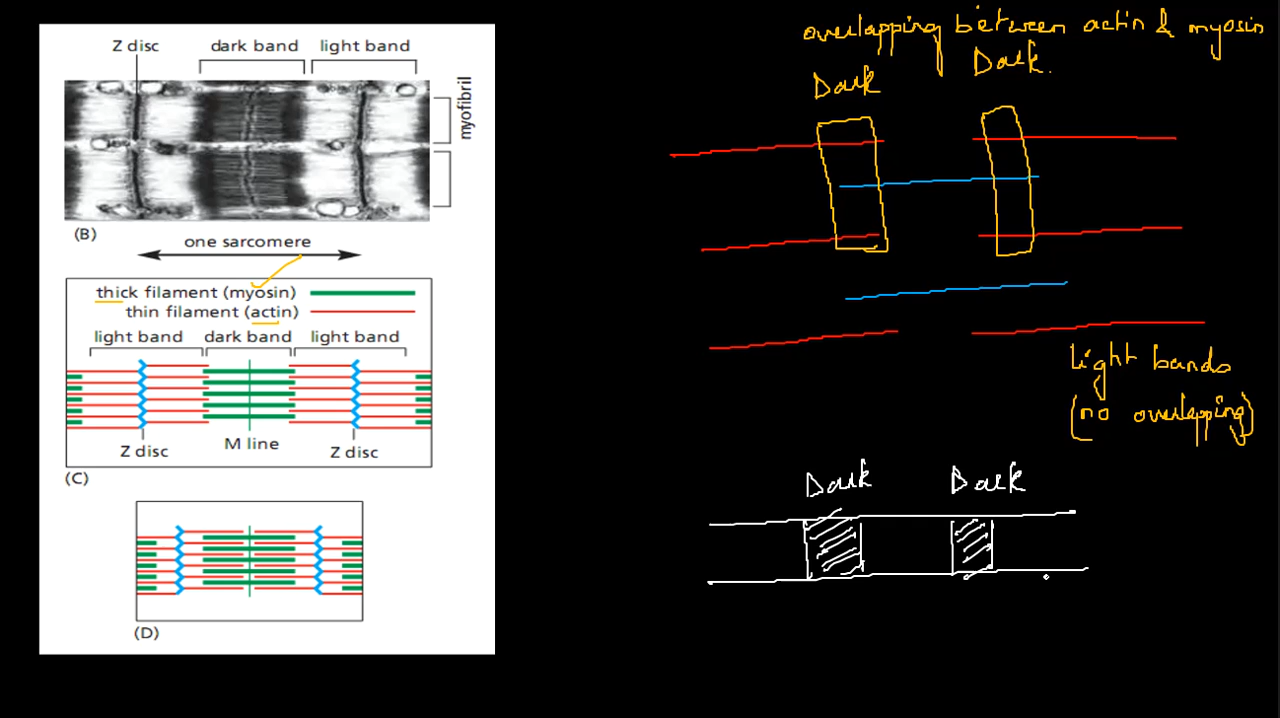 Z disc dark band light band
myofibril
(B)
one sarcomere
thick filament (myosin)
thin filament (actin)
light band dark band light band
Z disc M line Z disc
(C)
(D)
overlapping between actin & myosin
Dark Dark.
Light bands
(no overlapping)
Dark Dark